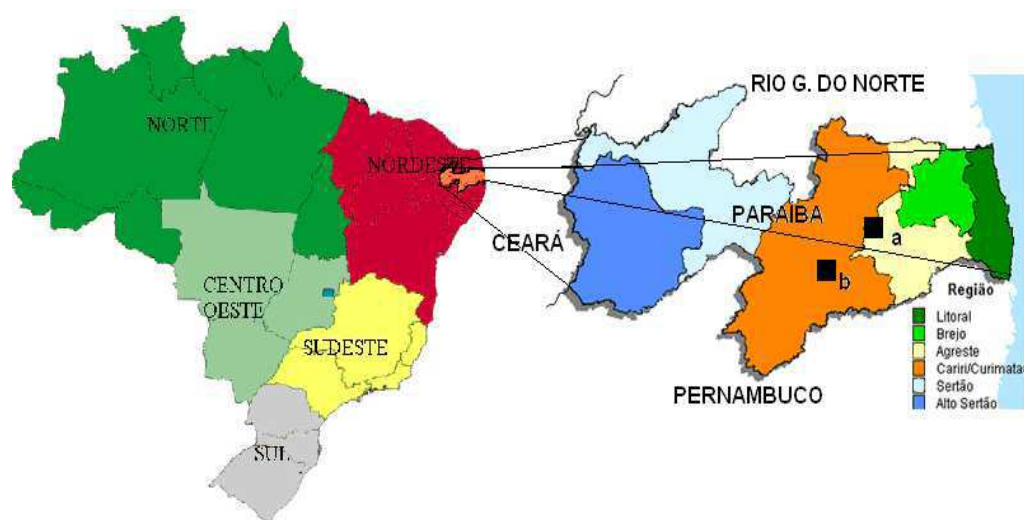 NORTE
NORDESTE
CENTRO
OESTE
SUDESTE
SUL
RIO G. DO NORTE
PARAIBA
CEARÁ
a
b
PERNAMBUCO
Região
Litoral
Brejo
Agreste
Cariri/Curimatau
Sertão
Alto Sertão